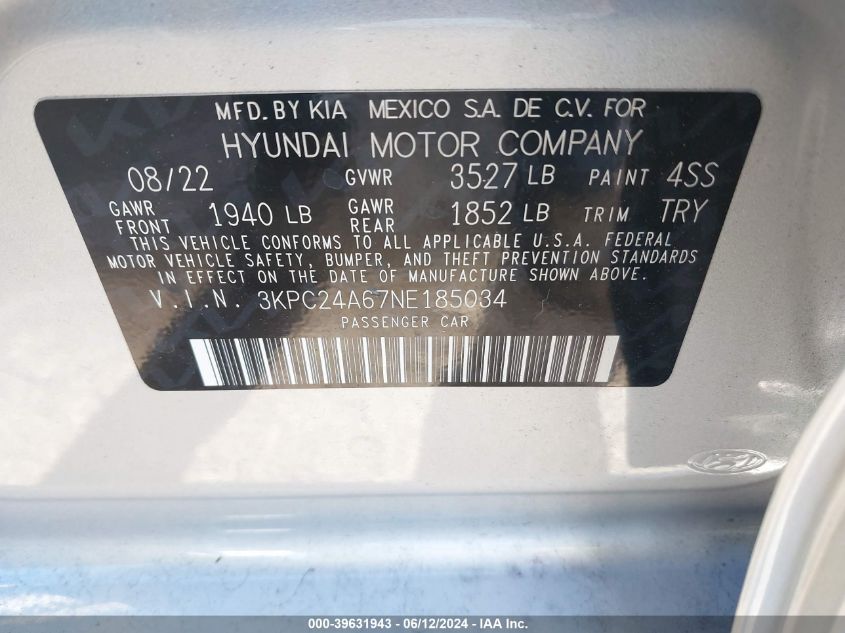 MFD. BY KIA MEXICO S.A. DE C.V. FOR
HYUNDAI MOTOR COMPANY
08/22 GVWR 3527 LB PAINT 4SS
GAWR FRONT 1940 LB GAWR REAR 1852 LB TRIM TRY
THIS VEHICLE CONFORMS TO ALL APPLICABLE U.S.A. FEDERAL
MOTOR VEHICLE SAFETY, BUMPER, AND THEFT PREVENTION STANDARDS
IN EFFECT ON THE DATE OF MANUFACTURE SHOWN ABOVE.
V.I.N. 3KPC24A67NE185034
PASSENGER CAR
000-39631943 - 06/12/2024 - IAA Inc.